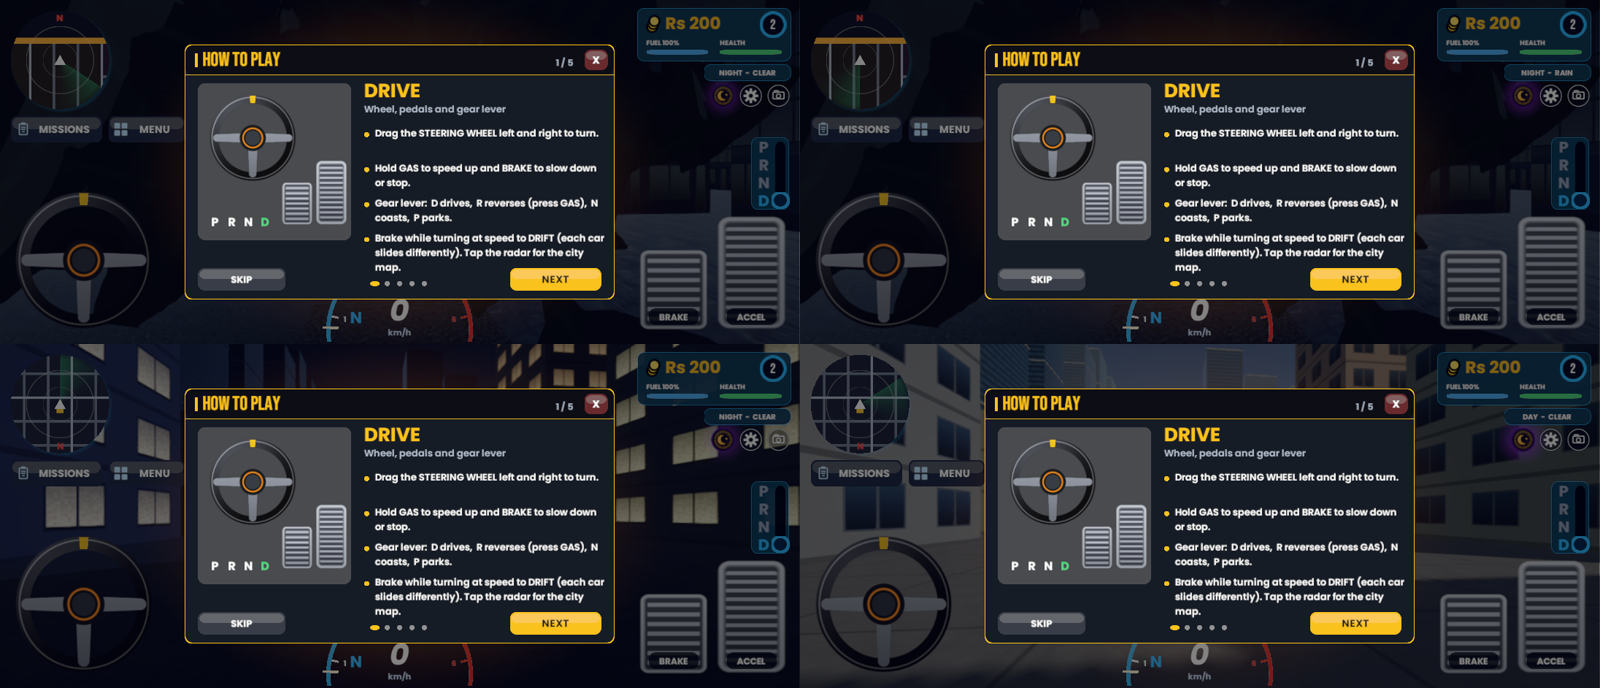 N
Rs 200
2
FUEL 100%
HEALTH
NIGHT - CLEAR
MISSIONS
MENU
HOW TO PLAY
1 / 5
X
DRIVE
Wheel, pedals and gear lever
Drag the STEERING WHEEL left and right to turn.
Hold GAS to speed up and BRAKE to slow down
or stop.
Gear lever: D drives, R reverses (press GAS), N
coasts, P parks.
Brake while turning at speed to DRIFT (each car
slides differently). Tap the radar for the city
map.
P R N D
SKIP
NEXT
P
R
N
D
1 N 0 6
km/h
BRAKE
ACCEL
N
Rs 200
2
FUEL 100%
HEALTH
NIGHT - RAIN
MISSIONS
MENU
HOW TO PLAY
1 / 5
X
DRIVE
Wheel, pedals and gear lever
Drag the STEERING WHEEL left and right to turn.
Hold GAS to speed up and BRAKE to slow down
or stop.
Gear lever: D drives, R reverses (press GAS), N
coasts, P parks.
Brake while turning at speed to DRIFT (each car
slides differently). Tap the radar for the city
map.
P R N D
SKIP
NEXT
P
R
N
D
1 N 0 6
km/h
BRAKE
ACCEL
Rs 200
2
FUEL 100%
HEALTH
NIGHT - CLEAR
N
MISSIONS
MENU
HOW TO PLAY
1 / 5
X
DRIVE
Wheel, pedals and gear lever
Drag the STEERING WHEEL left and right to turn.
Hold GAS to speed up and BRAKE to slow down
or stop.
Gear lever: D drives, R reverses (press GAS), N
coasts, P parks.
Brake while turning at speed to DRIFT (each car
slides differently). Tap the radar for the city
map.
P R N D
SKIP
NEXT
P
R
N
D
1 N 0 6
km/h
BRAKE
ACCEL
Rs 200
2
FUEL 100%
HEALTH
DAY - CLEAR
N
MISSIONS
MENU
HOW TO PLAY
1 / 5
X
DRIVE
Wheel, pedals and gear lever
Drag the STEERING WHEEL left and right to turn.
Hold GAS to speed up and BRAKE to slow down
or stop.
Gear lever: D drives, R reverses (press GAS), N
coasts, P parks.
Brake while turning at speed to DRIFT (each car
slides differently). Tap the radar for the city
map.
P R N D
SKIP
NEXT
P
R
N
D
1 N 0 6
km/h
BRAKE
ACCEL